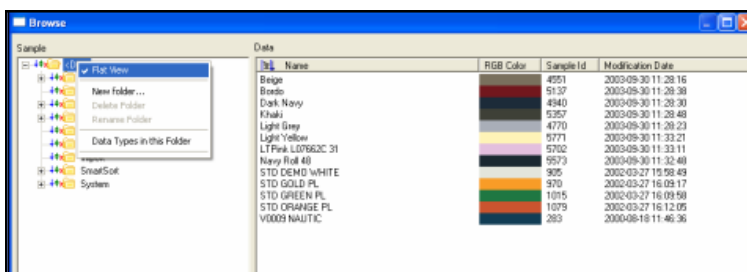 Browse
Sample
Data
Flat View
New folder...
Delete Folder
Rename Folder
Data Types in this Folder
SmartSort
System
Name RGB Color Sample Id Modification Date
Beige 4551 2003-09-30 11:28:16
Bordo 5137 2003-09-30 11:28:38
Dark Navy 4940 2003-09-30 11:28:30
Khaki 5357 2003-09-30 11:28:48
Light Grey 4770 2003-09-30 11:28:23
Light Yellow 5771 2003-09-30 11:33:21
LTPink L07662C 31 5702 2003-09-30 11:33:11
Navy Roll 48 5573 2003-09-30 11:32:48
STD DEMO WHITE 905 2002-03-27 15:58:49
STD GOLD PL 970 2002-03-27 16:09:17
STD GREEN PL 1015 2002-03-27 16:09:58
STD ORANGE PL 1079 2002-03-27 16:12:05
V0009 NAUTIC 283 2000-08-18 11:46:36